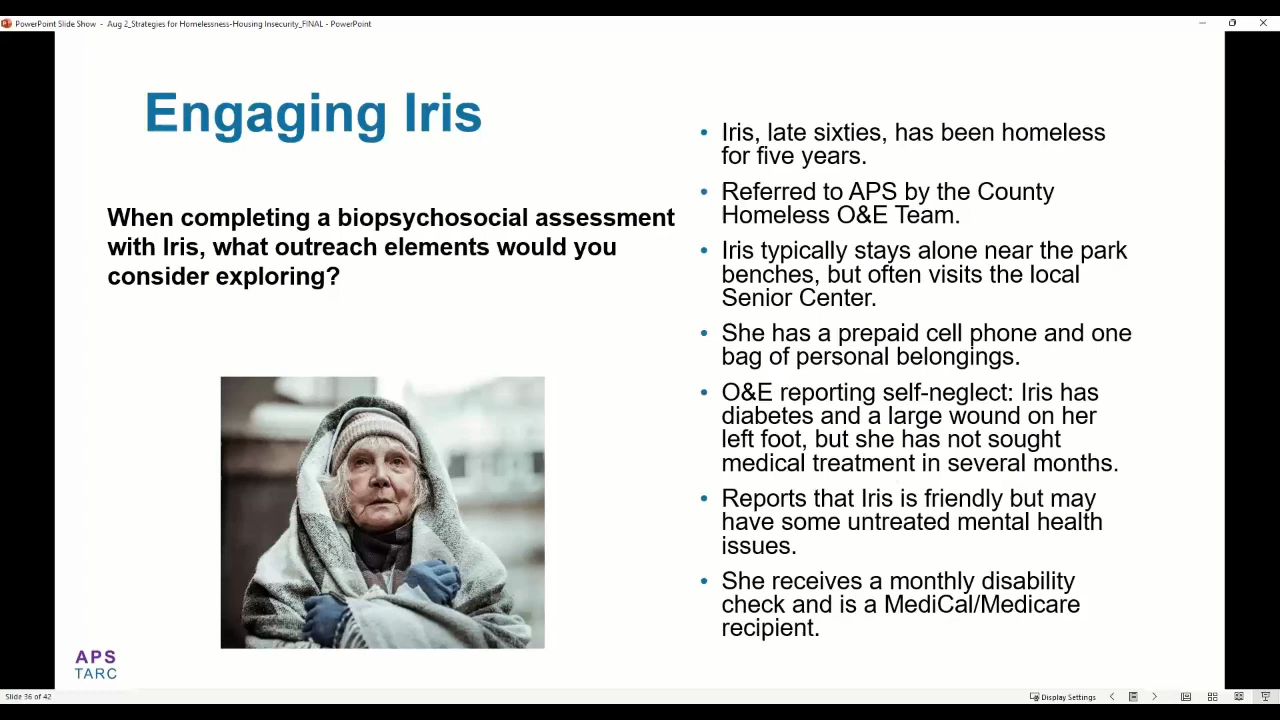 PowerPoint Slide Show - Aug 2_Strategies for Homelessness-Housing Insecurity_FINAL - PowerPoint
Engaging Iris
When completing a biopsychosocial assessment
with Iris, what outreach elements would you
consider exploring?
• Iris, late sixties, has been homeless
for five years.
• Referred to APS by the County
Homeless O&E Team.
• Iris typically stays alone near the park
benches, but often visits the local
Senior Center.
• She has a prepaid cell phone and one
bag of personal belongings.
• O&E reporting self-neglect: Iris has
diabetes and a large wound on her
left foot, but she has not sought
medical treatment in several months.
• Reports that Iris is friendly but may
have some untreated mental health
issues.
• She receives a monthly disability
check and is a MediCal/Medicare
recipient.
APS
TARC
Slide 36 of 42
Display Settings